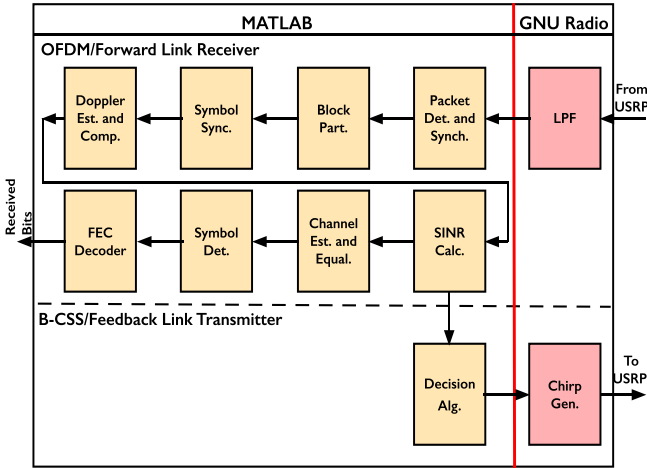 MATLAB
GNU Radio
OFDM/Forward Link Receiver
Doppler
Est. and
Comp.
Symbol
Sync.
Block
Part.
Packet
Det. and
Synch.
LPF
From
USRP
Received
Bits
FEC
Decoder
Symbol
Det.
Channel
Est. and
Equal.
SINR
Calc.
B-CSS/Feedback Link Transmitter
Decision
Alg.
Chirp
Gen.
To
USRP